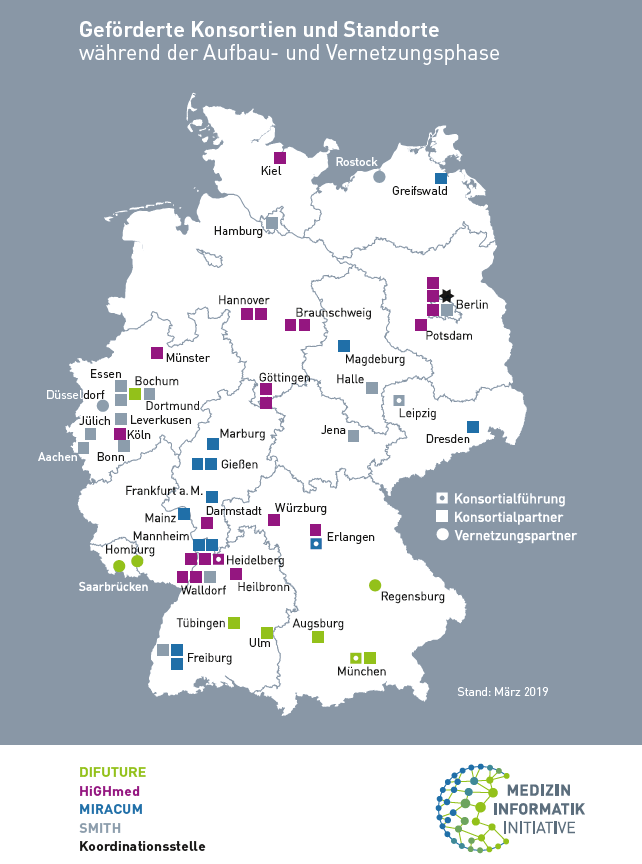 Geförderte Konsortien und Standorte
während der Aufbau- und Vernetzungsphase
Kiel
Rostock
Greifswald
Hamburg
Hannover
Braunschweig
Berlin
Potsdam
Münster
Magdeburg
Essen
Bochum
Göttingen
Halle
Düsseldorf
Dortmund
Leipzig
Jülich
Leverkusen
Köln
Marburg
Jena
Dresden
Aachen
Bonn
Gießen
Frankfurt a.M.
Mainz
Darmstadt
Würzburg
Konsortialführung
Konsortialpartner
Vernetzungspartner
Mannheim
Erlangen
Homburg
Heidelberg
Saarbrücken
Walldorf
Heilbronn
Regensburg
Tübingen
Augsburg
Ulm
Freiburg
München
Stand: März 2019
DIFUTURE
HiGHmed
MIRACUM
SMITH
Koordinationsstelle
MEDIZIN
INFORMATIK
INITIATIVE